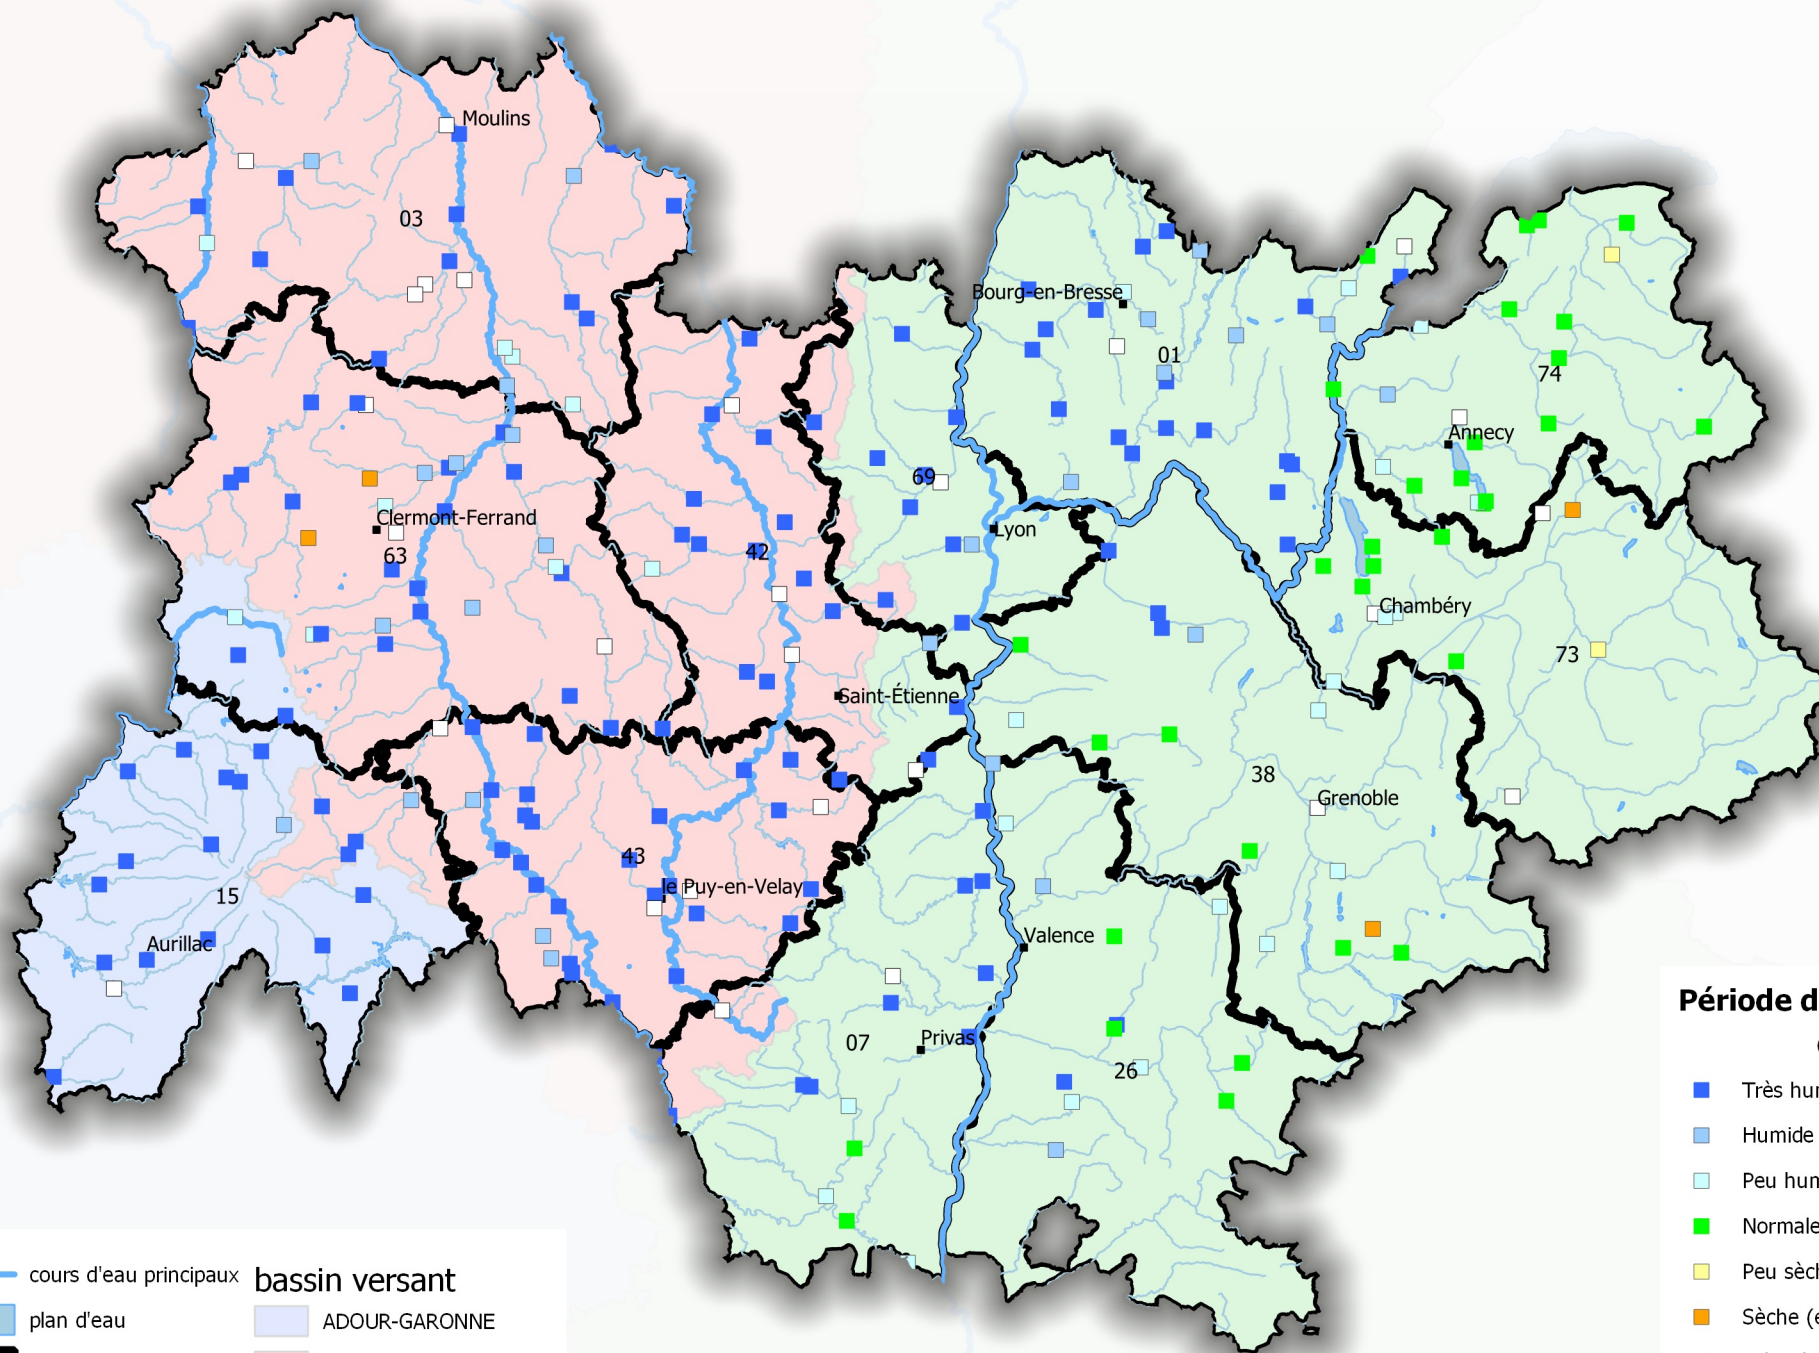 Moulins
03
Bourg-en-Bresse
01
74
Annecy
69
Clermont-Ferrand
Lyon
63
42
Chambéry
73
Saint-Étienne
38
Grenoble
43
le Puy-en-Velay
15
Aurillac
Valence
Période d
07
Privas
26
Très hu
Humide
Peu hu
Normale
Peu sèc
Sèche (
cours d'eau principaux
bassin versant
plan d'eau
ADOUR-GARONNE